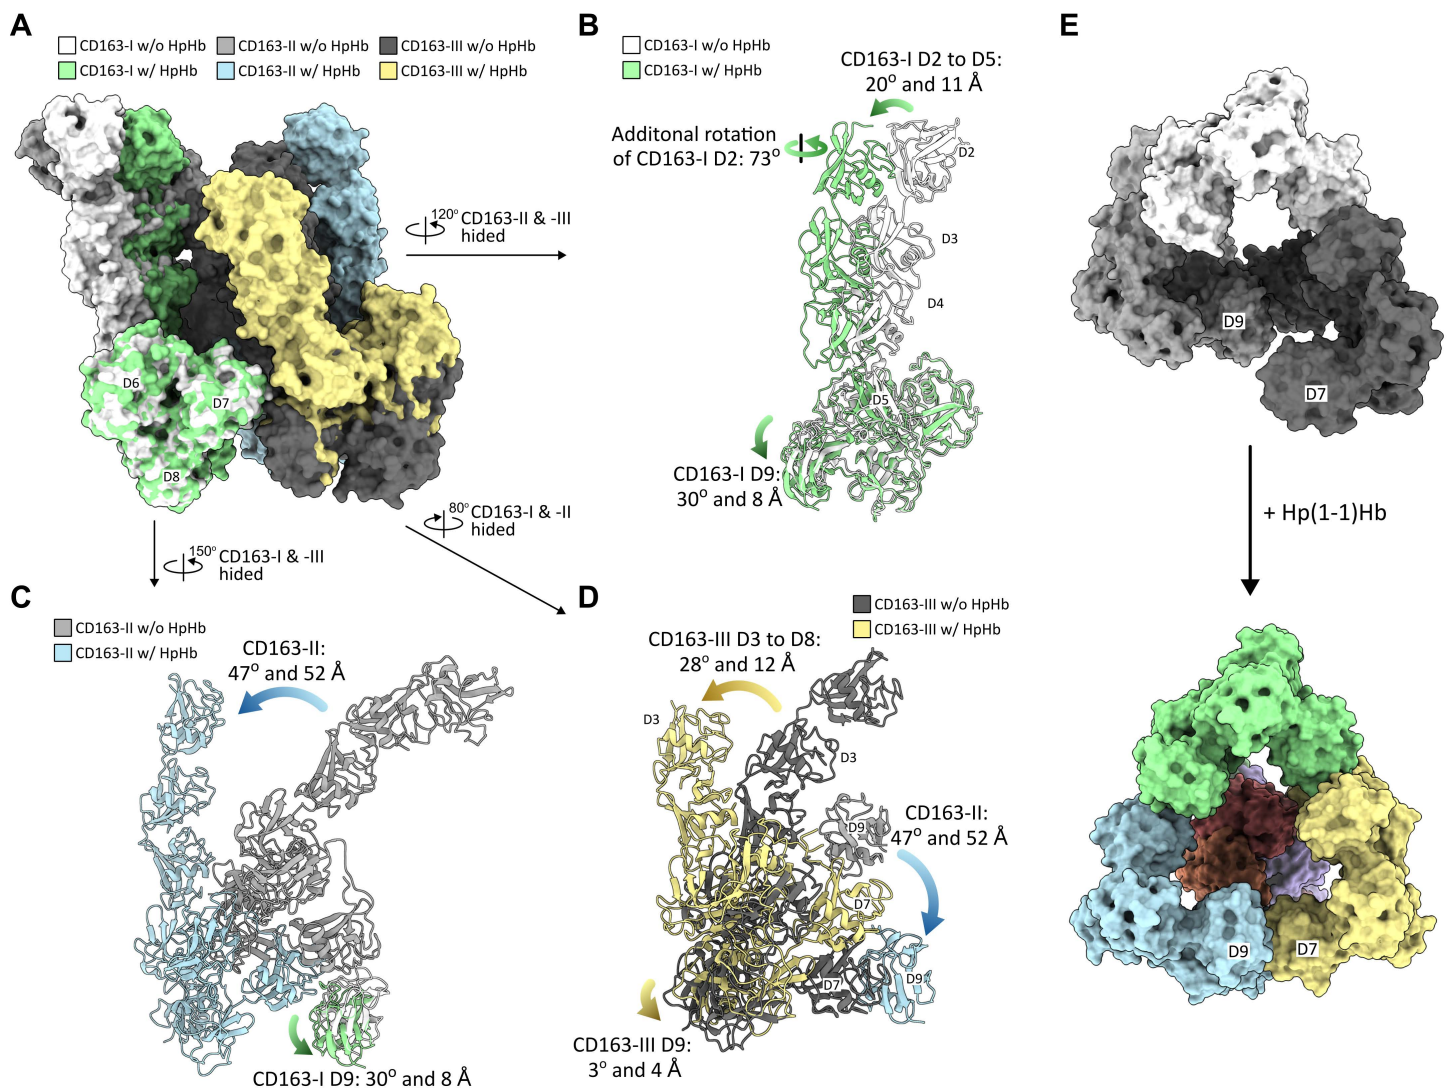 A
CD163-I w/o HpHb
CD163-II w/o HpHb
CD163-III w/o HpHb
CD163-I w/ HpHb
CD163-II w/ HpHb
CD163-III w/ HpHb
D6
D7
D8
120° CD163-II & -III
hided
80° CD163-I & -II
hided
150° CD163-I & -III
hided
B
CD163-I w/o HpHb
CD163-I w/ HpHb
CD163-I D2 to D5:
20° and 11 Å
Additonal rotation
of CD163-I D2: 73°
D2
D3
D4
D5
CD163-I D9:
30° and 8 Å
C
CD163-II w/o HpHb
CD163-II w/ HpHb
CD163-II:
47° and 52 Å
CD163-I D9: 30° and 8 Å
D
CD163-III w/o HpHb
CD163-III w/ HpHb
CD163-III D3 to D8:
28° and 12 Å
D3
D3
CD163-II:
47° and 52 Å
D9
D7
D7
D9
CD163-III D9:
3° and 4 Å
E
D9
D7
+ Hp(1-1)Hb
D9
D7